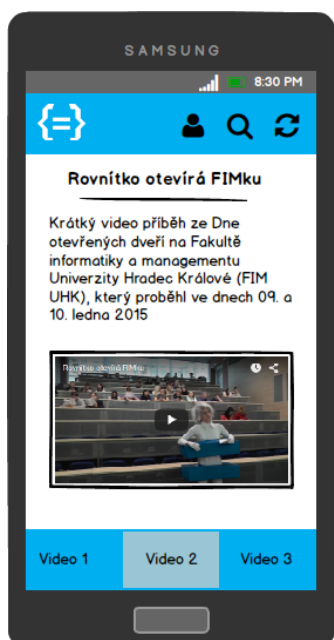 SAMSUNG
8:30 PM
{=}
Rovnítko otevírá FIMku
Krátký video příběh ze Dne
otevřených dveří na Fakultě
informatiky a managementu
Univerzity Hradec Králové (FIM
UHK), který proběhl ve dnech 09. a
10. ledna 2015
Rovnítko otevírá FIMku
Video 1 Video 2 Video 3